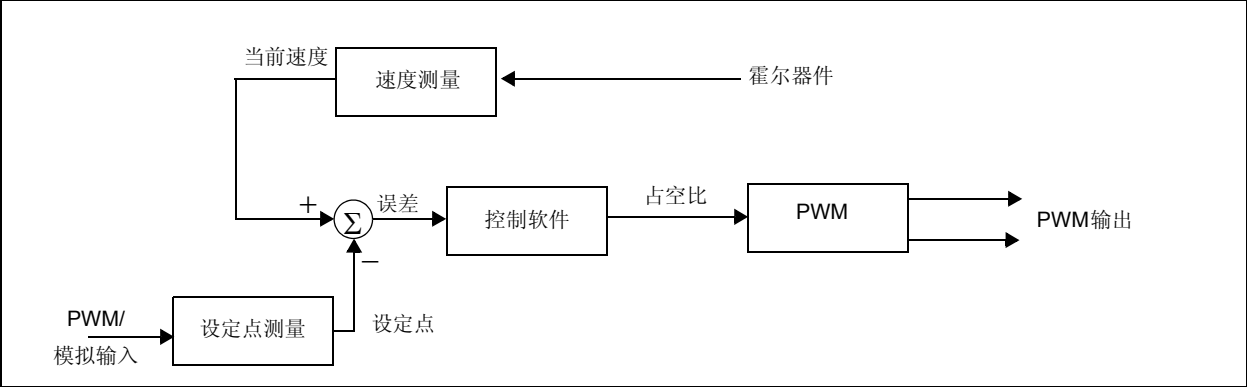 当前速度
速度测量
霍尔器件
+
Σ
误差
控制软件
占空比
PWM
PWM输出
−
PWM/
模拟输入
设定点测量
设定点